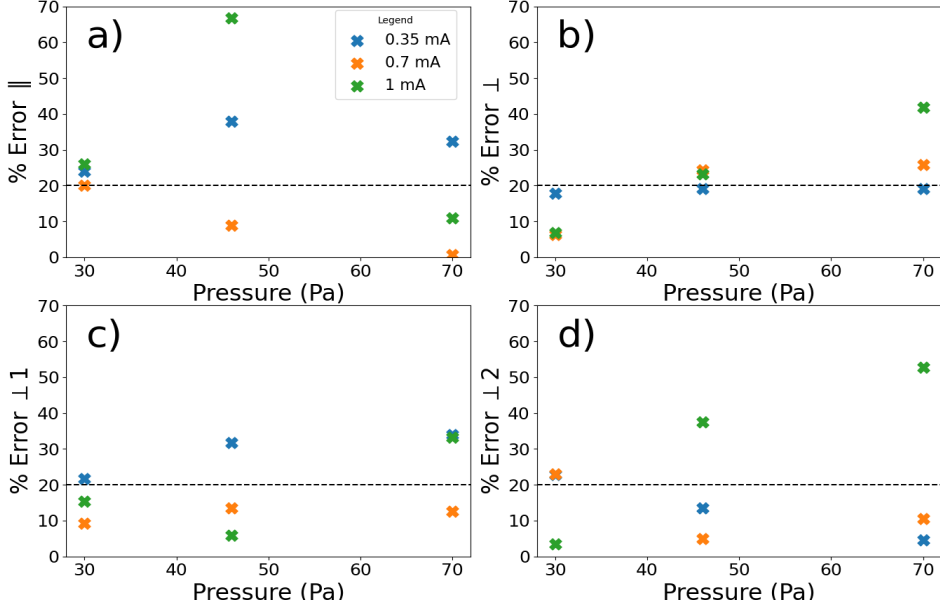 a)
% Error ∥
70
60
50
40
30
20
10
0
30 40 50 60 70
Pressure (Pa)
Legend
0.35 mA
0.7 mA
1 mA
b)
% Error ⊥
70
60
50
40
30
20
10
0
30 40 50 60 70
Pressure (Pa)
c)
% Error ⊥1
70
60
50
40
30
20
10
0
30 40 50 60 70
Pressure (Pa)
d)
% Error ⊥2
70
60
50
40
30
20
10
0
30 40 50 60 70
Pressure (Pa)